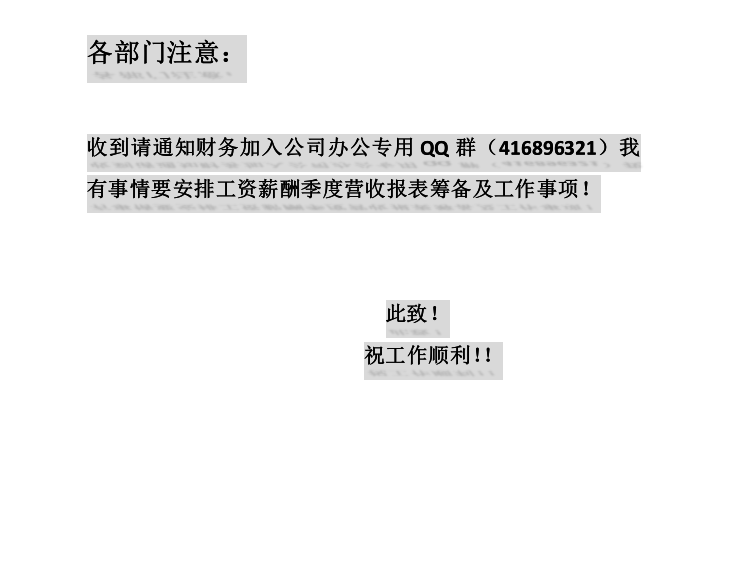 各部门注意：
收到请通知财务加入公司办公专用 QQ 群（416896321）我
有事情要安排工资薪酬季度营收报表筹备及工作事项！
此致！
祝工作顺利!!